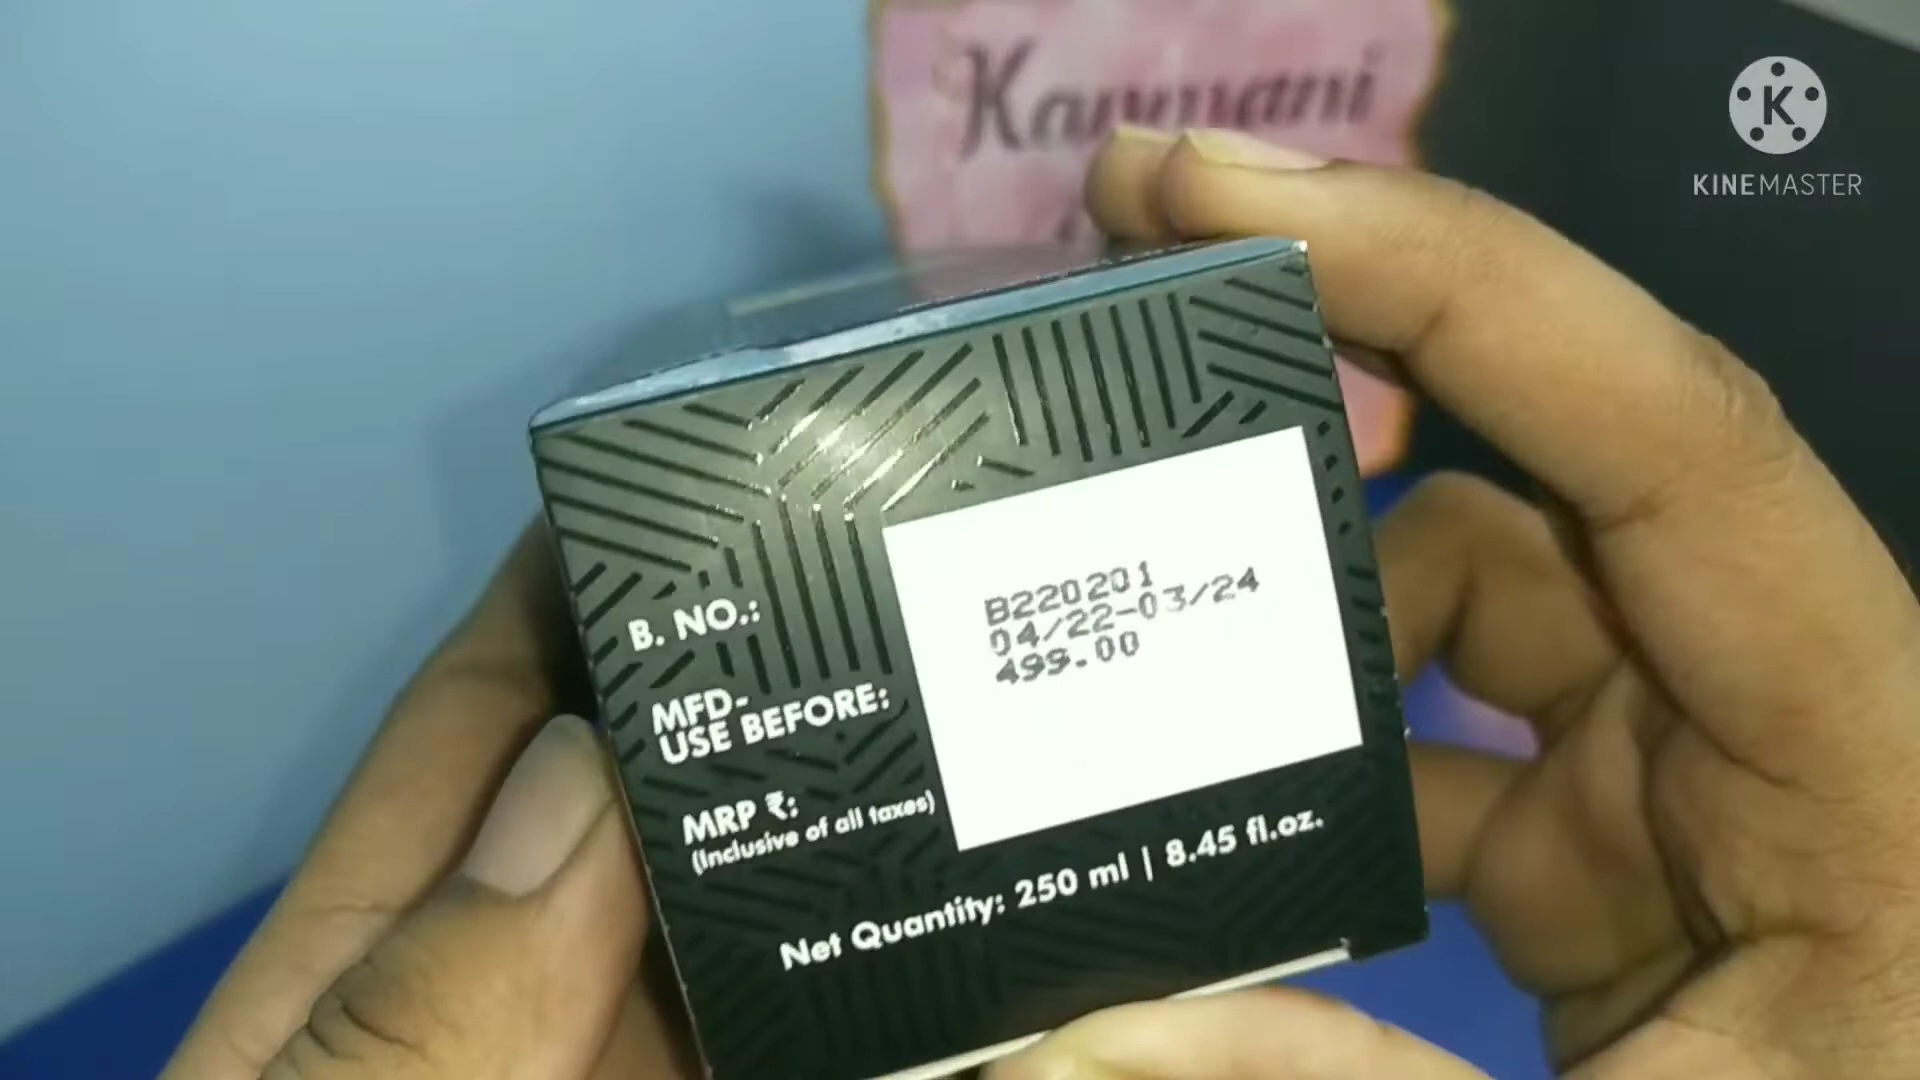 Kanmani
KINEMASTER
B. NO.:
B220201
MFD-
USE BEFORE:
04/22-03/24
MRP ₹:
(Inclusive of all taxes)
499.00
Net Quantity: 250 ml | 8.45 fl.oz.